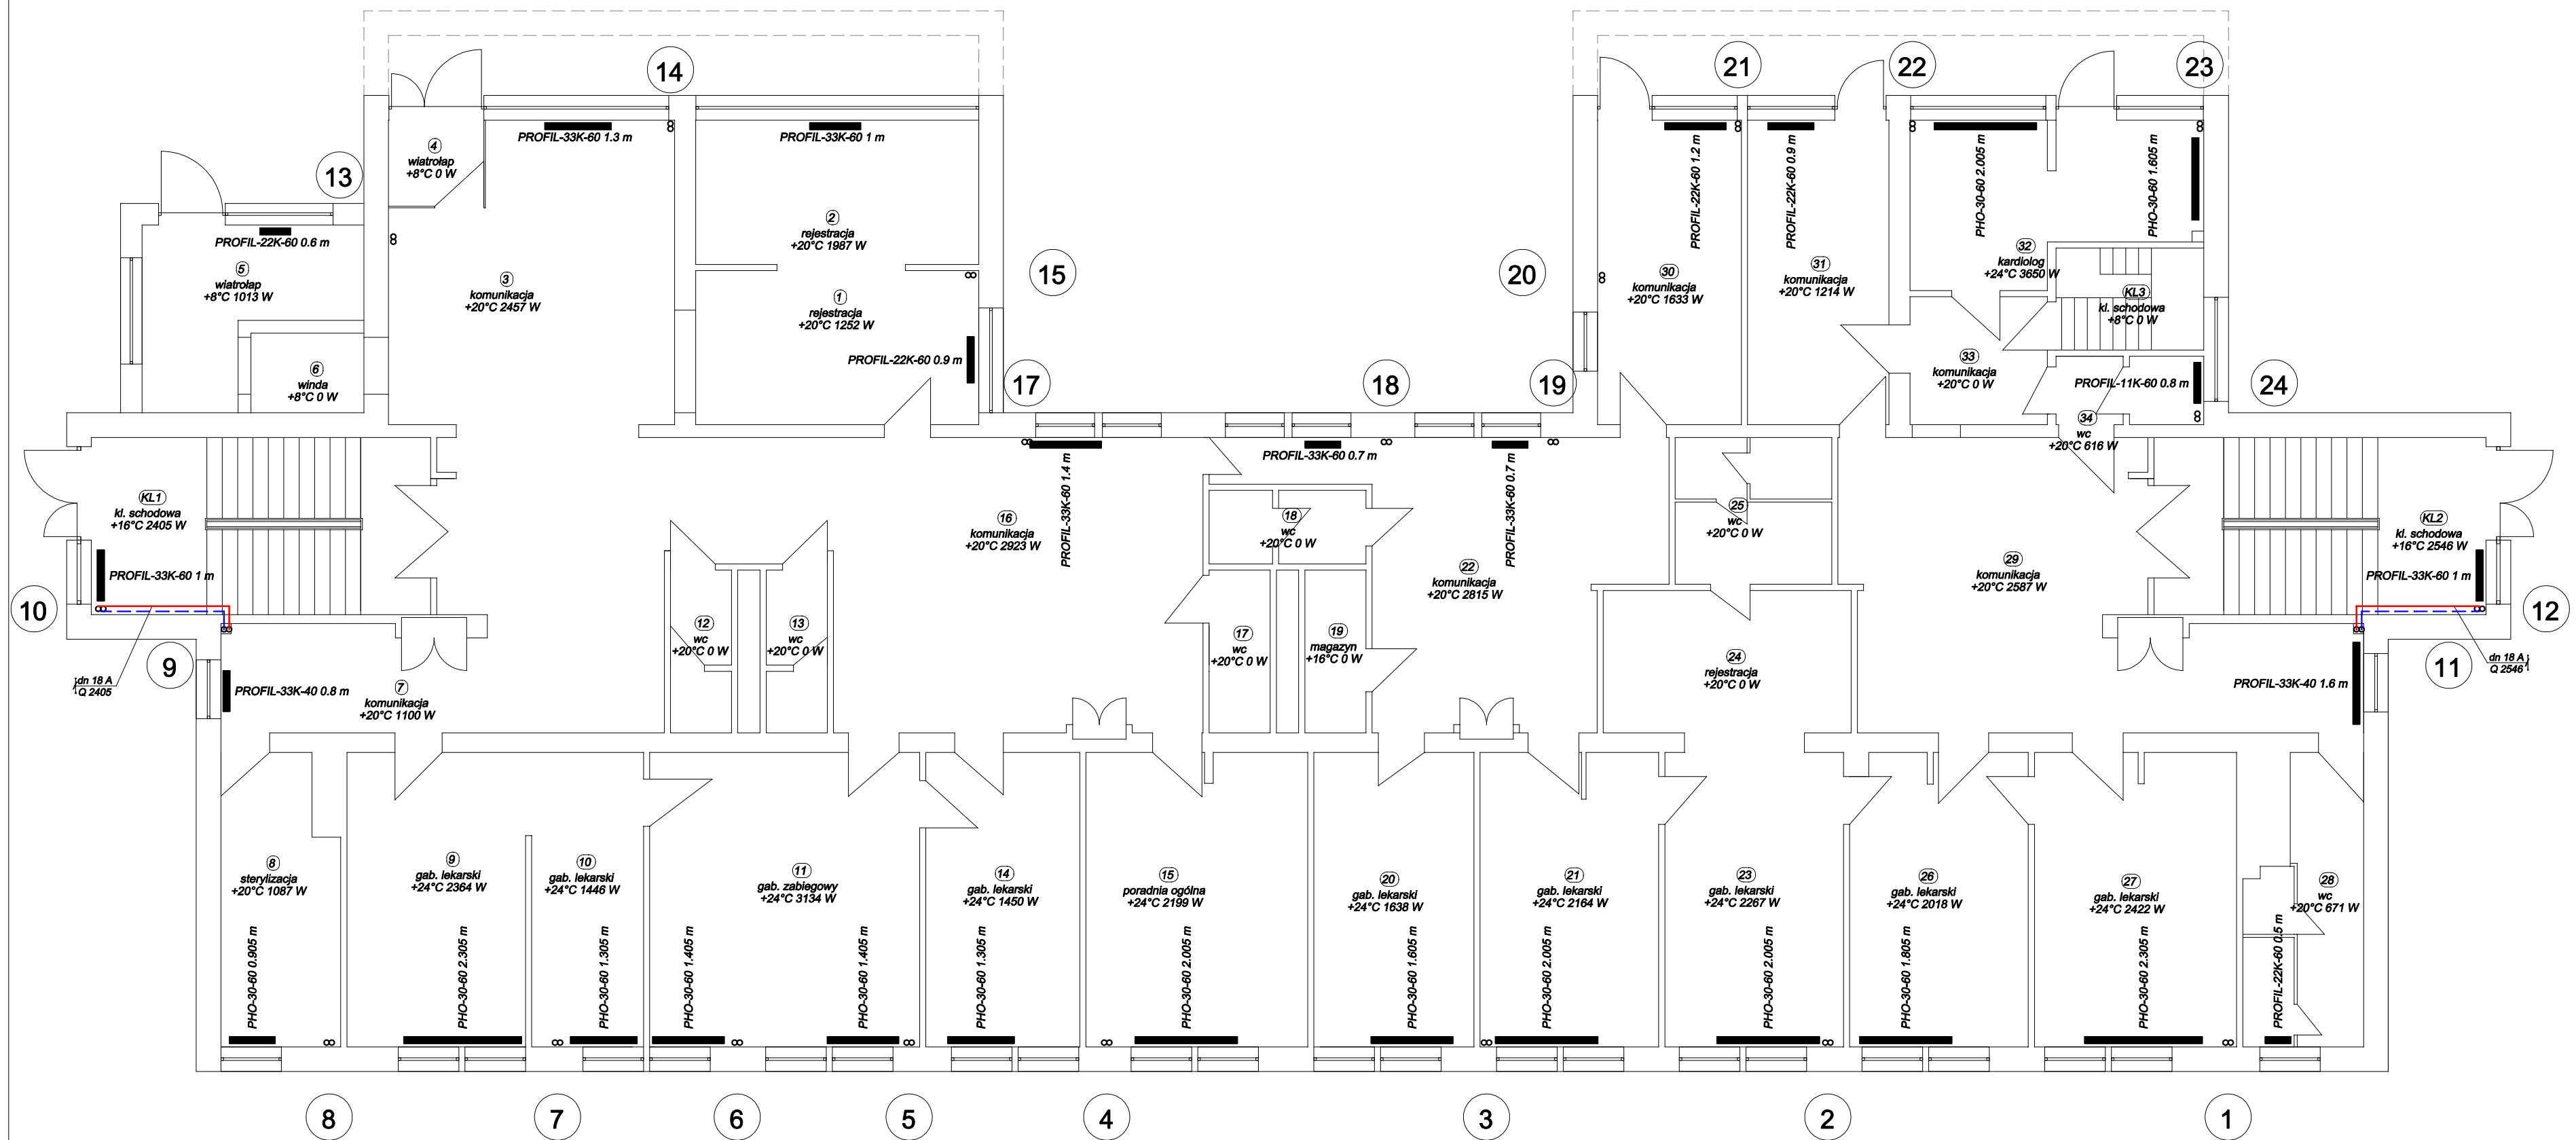 14
21
22
23
13
PROFIL-33K-60 1.3 m
PROFIL-33K-60 1 m
PROFIL-22K-60 1.2 m
PROFIL-22K-60 0.9 m
PHO-30-60 2.005 m
PHO-30-60 1.605 m
4
wiatrołap
+8°C 0 W
PROFIL-22K-60 0.6 m
5
wiatrołap
+8°C 1013 W
6
winda
+8°C 0 W
3
komunikacja
+20°C 2457 W
2
rejestracja
+20°C 1987 W
1
rejestracja
+20°C 1252 W
PROFIL-22K-60 0.9 m
15
20
30
komunikacja
+20°C 1633 W
31
komunikacja
+20°C 1214 W
32
kardiolog
+24°C 3650 W
KL3
kl. schodowa
+8°C 0 W
33
komunikacja
+20°C 0 W
PROFIL-11K-60 0.8 m
34
wc
+20°C 616 W
17
18
19
24
KL1
kl. schodowa
+16°C 2405 W
PROFIL-33K-60 1 m
10
9
dn 18 A
Q 2405
PROFIL-33K-40 0.8 m
7
komunikacja
+20°C 1100 W
12
wc
+20°C 0 W
13
wc
+20°C 0 W
16
komunikacja
+20°C 2923 W
PROFIL-33K-60 1.4 m
PROFIL-33K-60 0.7 m
PROFIL-33K-60 0.7 m
18
wc
+20°C 0 W
17
wc
+20°C 0 W
19
magazyn
+16°C 0 W
22
komunikacja
+20°C 2815 W
25
wc
+20°C 0 W
24
rejestracja
+20°C 0 W
29
komunikacja
+20°C 2587 W
KL2
kl. schodowa
+16°C 2546 W
PROFIL-33K-60 1 m
12
11
dn 18 A
Q 2546
PROFIL-33K-40 1.6 m
8
sterylizacja
+20°C 1087 W
9
gab. lekarski
+24°C 2364 W
10
gab. lekarski
+24°C 1446 W
11
gab. zabiegowy
+24°C 3134 W
14
gab. lekarski
+24°C 1450 W
15
poradnia ogólna
+24°C 2199 W
20
gab. lekarski
+24°C 1638 W
21
gab. lekarski
+24°C 2164 W
23
gab. lekarski
+24°C 2267 W
26
gab. lekarski
+24°C 2018 W
27
gab. lekarski
+24°C 2422 W
28
wc
+20°C 671 W
PHO-30-60 0.905 m
PHO-30-60 2.305 m
PHO-30-60 1.305 m
PHO-30-60 1.405 m
PHO-30-60 1.405 m
PHO-30-60 1.305 m
PHO-30-60 2.005 m
PHO-30-60 1.605 m
PHO-30-60 2.005 m
PHO-30-60 2.005 m
PHO-30-60 1.805 m
PHO-30-60 2.305 m
PROFIL-22K-60 0.5 m
8
7
6
5
4
3
2
1